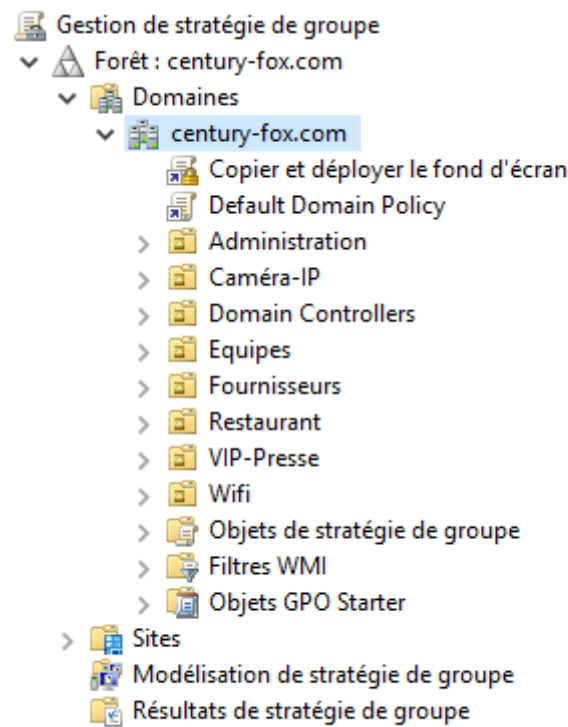 Gestion de stratégie de groupe
Forêt : century-fox.com
Domaines
century-fox.com
Copier et déployer le fond d'écran
Default Domain Policy
Administration
Caméra-IP
Domain Controllers
Equipes
Fournisseurs
Restaurant
VIP-Presse
Wifi
Objets de stratégie de groupe
Filtres WMI
Objets GPO Starter
Sites
Modélisation de stratégie de groupe
Résultats de stratégie de groupe